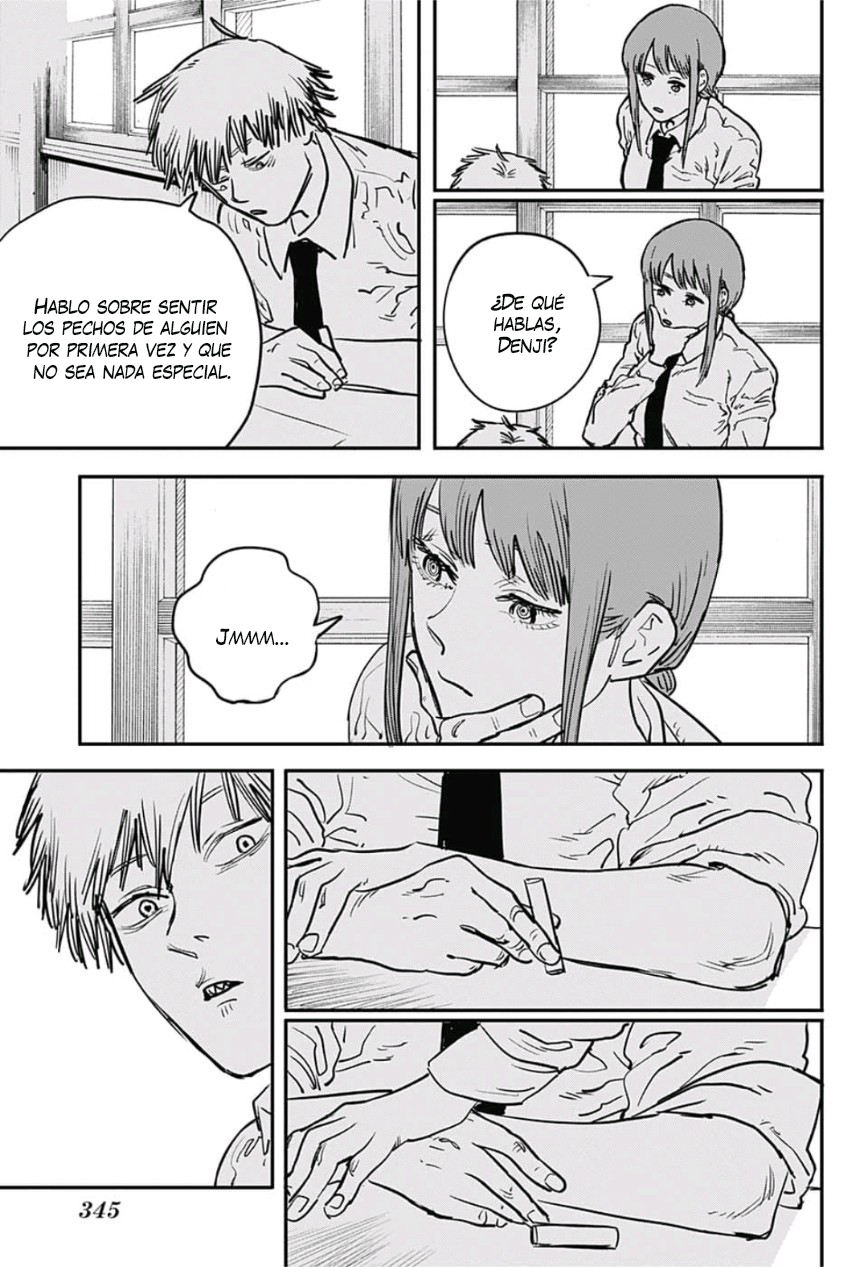 ¿De qué
hablas,
Denji?
Hablo sobre sentir
los pechos de alguien
por primera vez y que
no sea nada especial.
Jmmm...
345